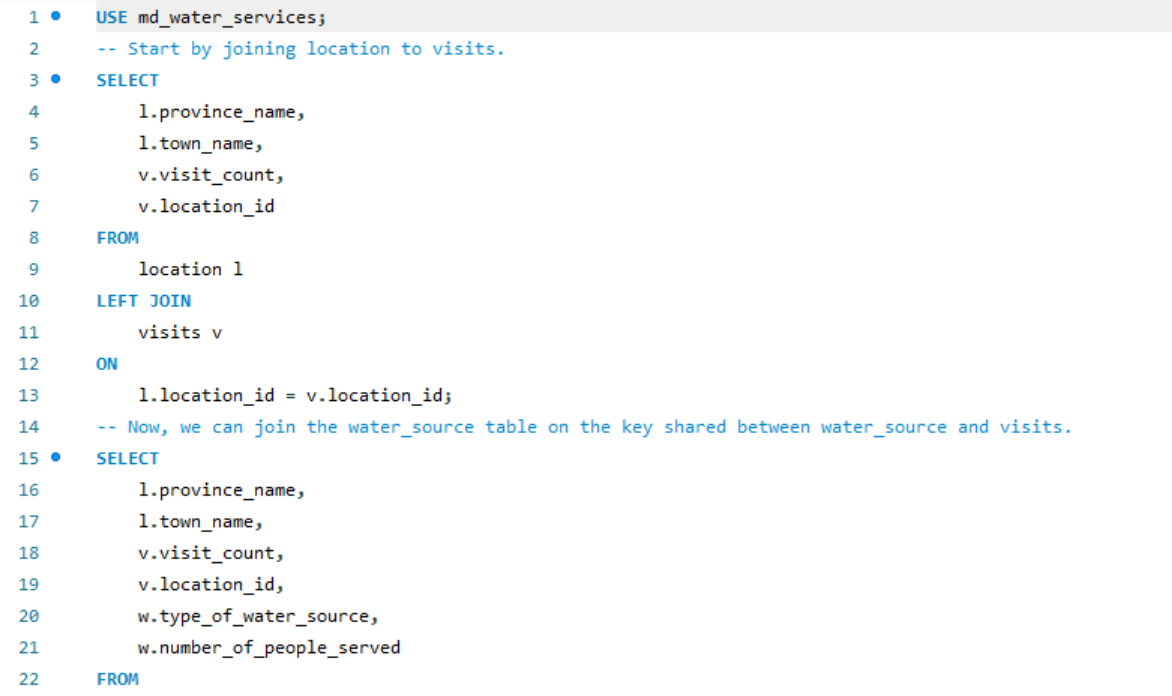 1 USE md_water_services;
2 -- Start by joining location to visits.
3 SELECT
4 l.province_name,
5 l.town_name,
6 v.visit_count,
7 v.location_id
8 FROM
9 location l
10 LEFT JOIN
11 visits v
12 ON
13 l.location_id = v.location_id;
14 -- Now, we can join the water_source table on the key shared between water_source and visits.
15 SELECT
16 l.province_name,
17 l.town_name,
18 v.visit_count,
19 v.location_id,
20 w.type_of_water_source,
21 w.number_of_people_served
22 FROM